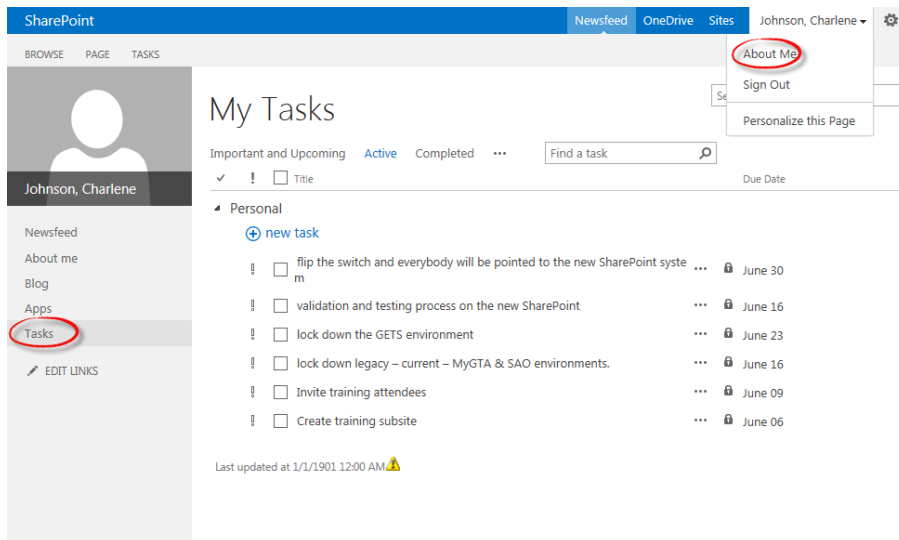 SharePoint
Newsfeed OneDrive Sites Johnson, Charlene
BROWSE PAGE TASKS
About Me
Sign Out
Personalize this Page
My Tasks
Important and Upcoming Active Completed ••• Find a task
✓ ! Title Due Date
Johnson, Charlene
Newsfeed
About me
Blog
Apps
Tasks
EDIT LINKS
Personal
new task
flip the switch and everybody will be pointed to the new SharePoint syste
m ••• June 30
validation and testing process on the new SharePoint ••• June 16
lock down the GETS environment ••• June 23
lock down legacy – current – MyGTA & SAO environments. ••• June 16
Invite training attendees ••• June 09
Create training subsite ••• June 06
Last updated at 1/1/1901 12:00 AM